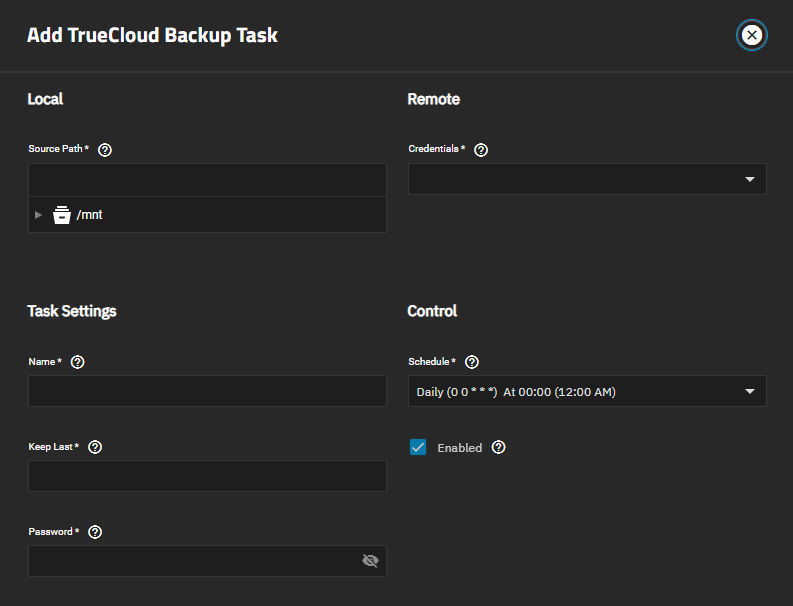 Add TrueCloud Backup Task
Local
Source Path *
/mnt
Remote
Credentials *
Task Settings
Name *
Keep Last *
Password *
Control
Schedule *
Daily (0 0 * * *) At 00:00 (12:00 AM)
Enabled